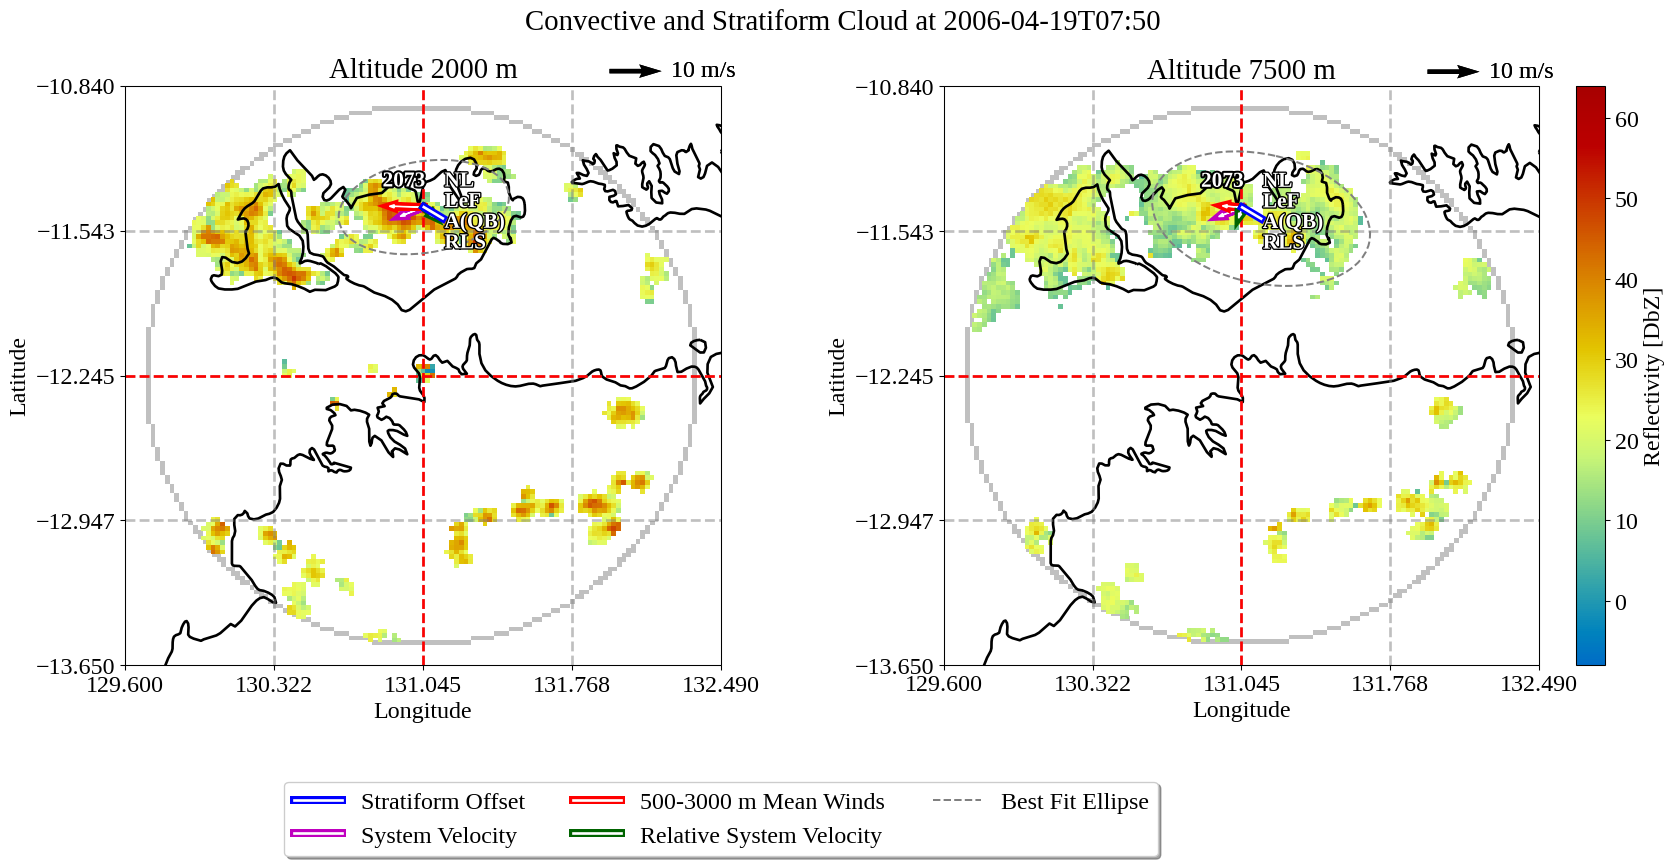 Convective and Stratiform Cloud at 2006-04-19T07:50
Altitude 2000 m
10 m/s
−10.840
−11.543
−12.245
−12.947
−13.650
129.600
130.322
131.045
131.768
132.490
Latitude
Longitude
2073
NL
LeF
A(QB)
RLS
Altitude 7500 m
10 m/s
−10.840
−11.543
−12.245
−12.947
−13.650
129.600
130.322
131.045
131.768
132.490
Latitude
Longitude
2073
NL
LeF
A(QB)
RLS
60
50
40
30
20
10
0
Reflectivity [DbZ]
Stratiform Offset
System Velocity
500-3000 m Mean Winds
Relative System Velocity
Best Fit Ellipse